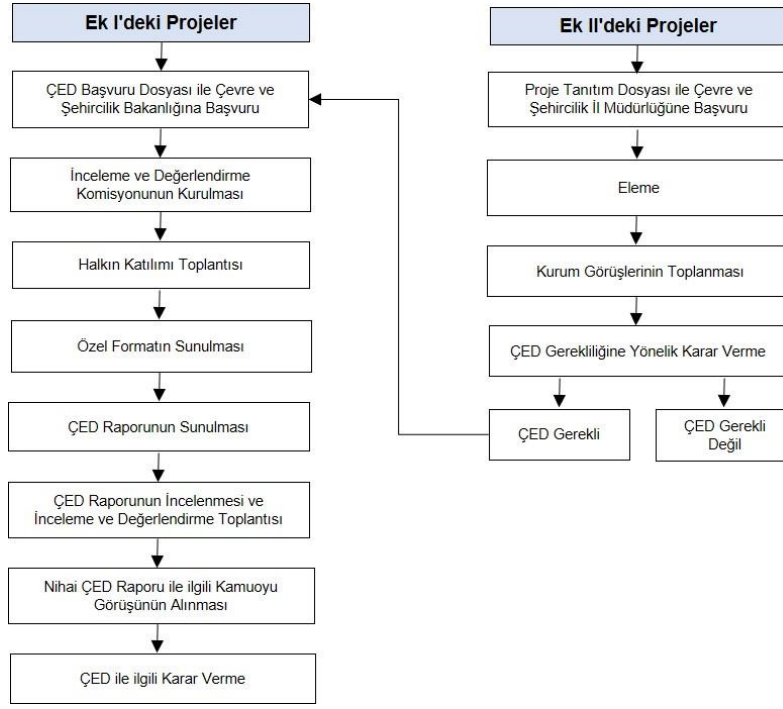 Ek I'deki Projeler
ÇED Başvuru Dosyası ile Çevre ve
Şehircilik Bakanlığına Başvuru
İnceleme ve Değerlendirme
Komisyonunun Kurulması
Halkın Katılımı Toplantısı
Özel Formatın Sunulması
ÇED Raporunun Sunulması
ÇED Raporunun İncelenmesi ve
İnceleme ve Değerlendirme Toplantısı
Nihai ÇED Raporu ile ilgili Kamuoyu
Görüşünün Alınması
ÇED ile ilgili Karar Verme
Ek II'deki Projeler
Proje Tanıtım Dosyası ile Çevre ve
Şehircilik İl Müdürlüğüne Başvuru
Eleme
Kurum Görüşlerinin Toplanması
ÇED Gerekliliğine Yönelik Karar Verme
ÇED Gerekli
ÇED Gerekli
Değil